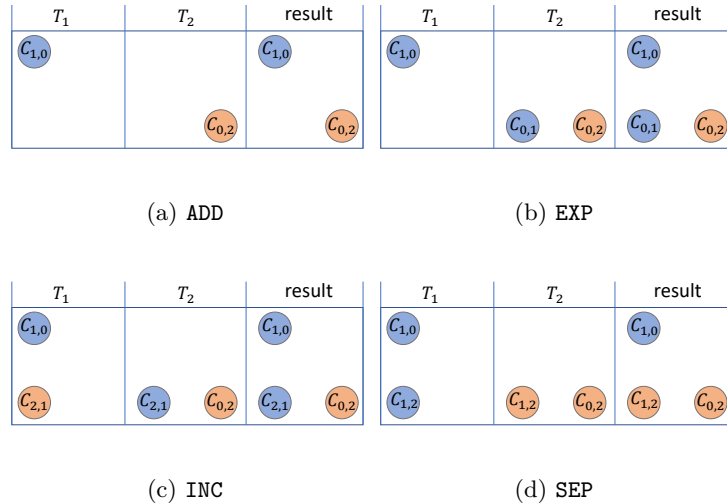 T₁ T₂ result
C₁,₀ C₁,₀
C₀,₂ C₀,₂
(a) ADD
T₁ T₂ result
C₁,₀ C₁,₀
C₀,₁ C₀,₂ C₀,₁ C₀,₂
(b) EXP
T₁ T₂ result
C₁,₀ C₁,₀
C₂,₁ C₂,₁ C₀,₂ C₂,₁ C₀,₂
(c) INC
T₁ T₂ result
C₁,₀ C₁,₀
C₁,₂ C₁,₂ C₀,₂ C₁,₂ C₀,₂
(d) SEP